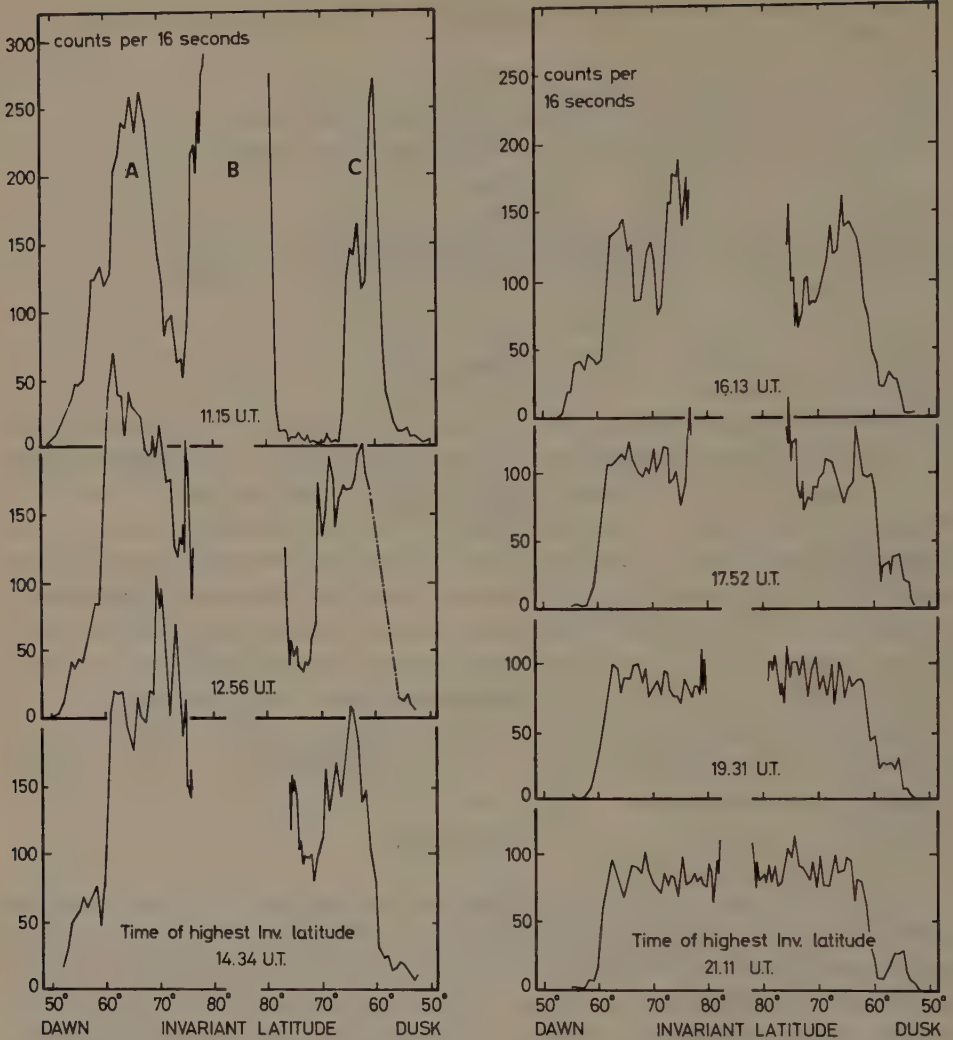 300
counts per 16 seconds
250
200
150
100
50
0
A
B
C
11.15 U.T.
150
100
50
0
12.56 U.T.
150
100
50
0
Time of highest Inv. latitude
14.34 U.T.
50° 60° 70° 80° 80° 70° 60° 50°
DAWN INVARIANT LATITUDE DUSK
250
counts per
16 seconds
200
150
100
50
0
16.13 U.T.
100
50
0
17.52 U.T.
100
50
0
19.31 U.T.
100
50
0
Time of highest Inv. latitude
21.11 U.T.
50° 60° 70° 80° 80° 70° 60° 50°
DAWN INVARIANT LATITUDE DUSK